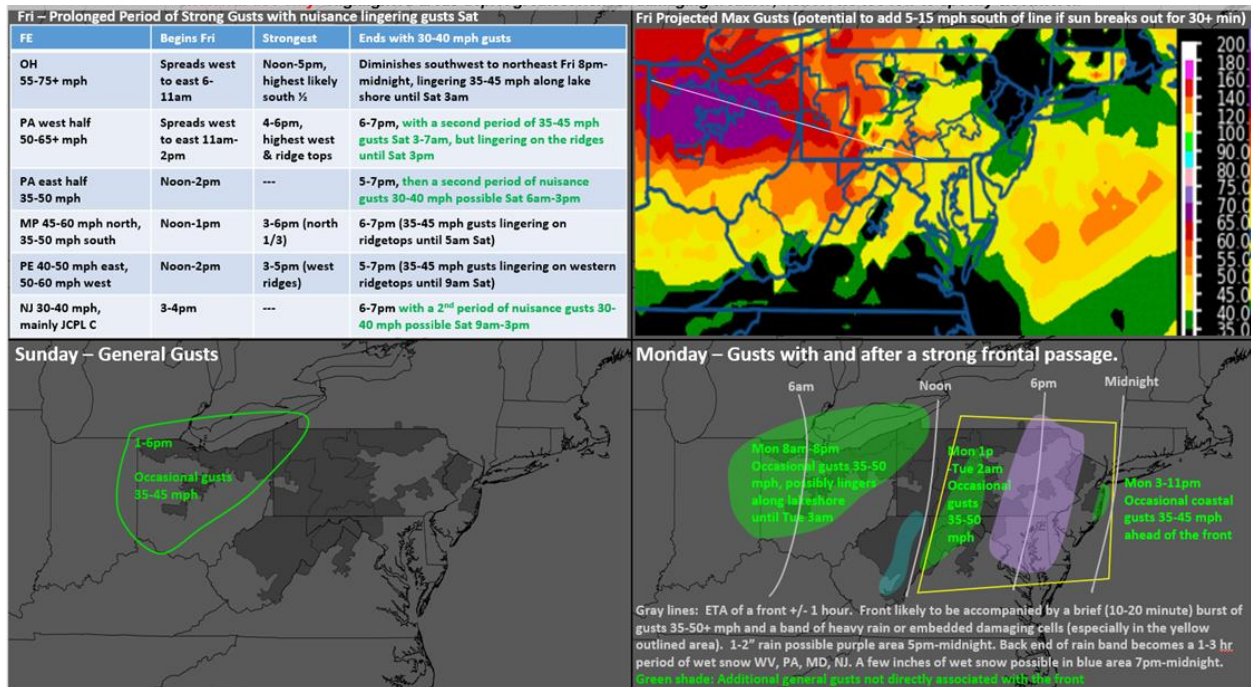 Fri – Prolonged Period of Strong Gusts with nuisance lingering gusts Sat
FE
Begins Fri
Strongest
Ends with 30-40 mph gusts
OH
55-75+ mph
Spreads west
to east 6-
11am
Noon-5pm,
highest likely
south ½
Diminishes southwest to northeast Fri 8pm-
midnight, lingering 35-45 mph along lake
shore until Sat 3am
PA west half
50-65+ mph
Spreads west
to east 11am-
2pm
4-6pm,
highest west
& ridge tops
6-7pm, with a second period of 35-45 mph
gusts Sat 3-7am, but lingering on the ridges
until Sat 3pm
PA east half
35-50 mph
Noon-2pm
---
5-7pm, then a second period of nuisance
gusts 30-40 mph possible Sat 6am-3pm
MP 45-60 mph north,
35-50 mph south
Noon-1pm
3-6pm (north
1/3)
6-7pm (35-45 mph gusts lingering on
ridgetops until 5am Sat)
PE 40-50 mph east,
50-60 mph west
Noon-2pm
3-5pm (west
ridges)
5-7pm (35-45 mph gusts lingering on western
ridgetops until 9am Sat)
NJ 30-40 mph,
mainly JCPL C
3-4pm
---
6-7pm with a 2nd period of nuisance gusts 30-
40 mph possible Sat 9am-3pm
Fri Projected Max Gusts (potential to add 5-15 mph south of line if sun breaks out for 30+ min)
200.
180.
160.
140.
120.
100.
90.0
85.0
80.0
75.0
70.0
65.0
60.0
55.0
50.0
45.0
40.0
35.0
Sunday – General Gusts
1-6pm
Occasional gusts
35-45 mph
Monday – Gusts with and after a strong frontal passage.
6am
Noon
6pm
Midnight
Mon 8am-8pm
Occasional gusts 35-50
mph, possibly lingers
along lakeshore
until Tue 3am
Mon 1p
-Tue 2am
Occasional
gusts
35-50
mph
Mon 3-11pm
Occasional coastal
gusts 35-45 mph
ahead of the front
Gray lines: ETA of a front +/- 1 hour. Front likely to be accompanied by a brief (10-20 minute) burst of
gusts 35-50+ mph and a band of heavy rain or embedded damaging cells (especially in the yellow
outlined area). 1-2” rain possible purple area 5pm-midnight. Back end of rain band becomes a 1-3 hr
period of wet snow WV, PA, MD, NJ. A few inches of wet snow possible in blue area 7pm-midnight.
Green shade: Additional general gusts not directly associated with the front